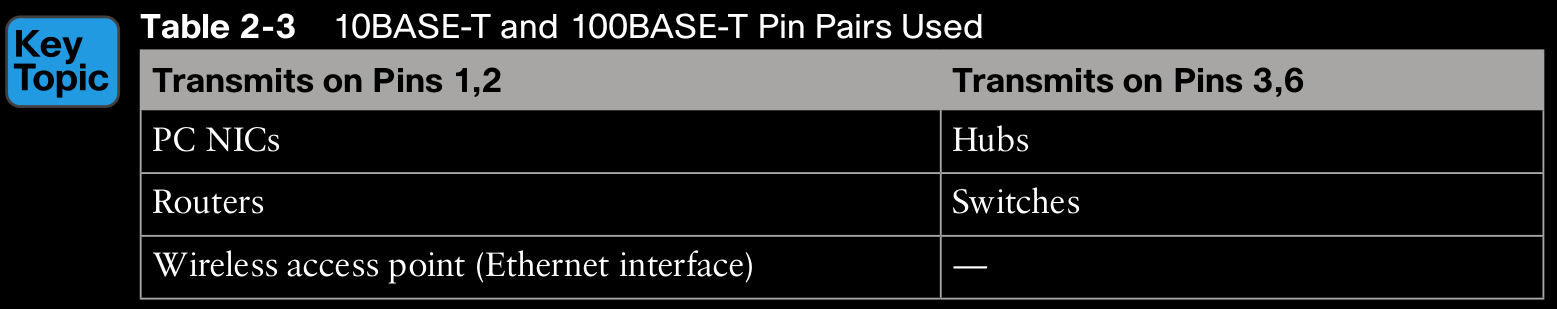 Key
Topic
Table 2-3 10BASE-T and 100BASE-T Pin Pairs Used
Transmits on Pins 1,2 Transmits on Pins 3,6
PC NICs Hubs
Routers Switches
Wireless access point (Ethernet interface) —